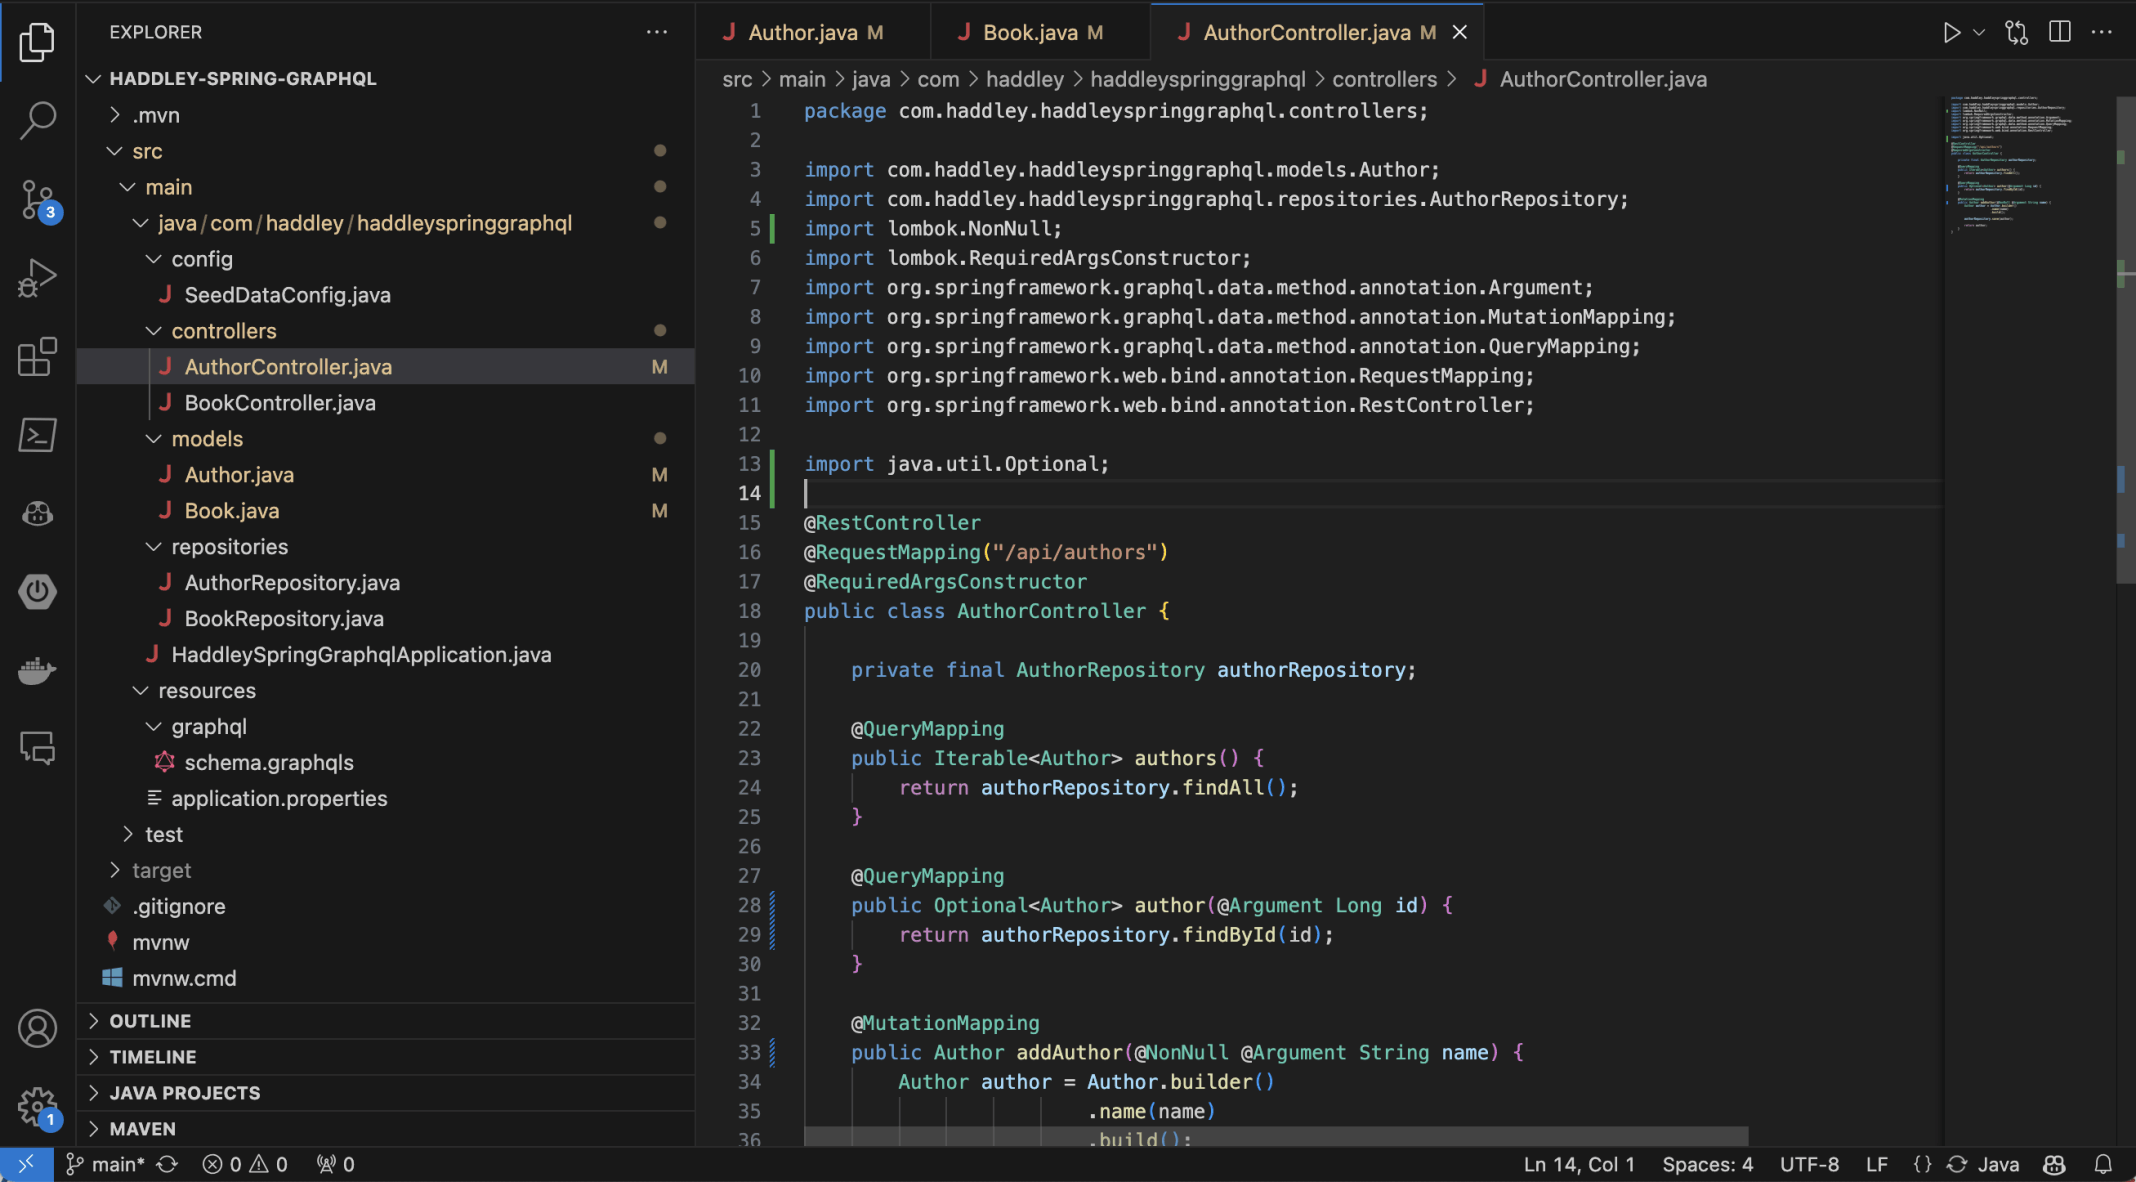 EXPLORER
HADDLEY-SPRING-GRAPHQL
.mvn
src
main
java/com/haddley/haddleyspringgraphql
config
SeedDataConfig.java
controllers
AuthorController.java M
BookController.java
models
Author.java M
Book.java M
repositories
AuthorRepository.java
BookRepository.java
HaddleySpringGraphqlApplication.java
resources
graphql
schema.graphqls
application.properties
test
target
.gitignore
mvnw
mvnw.cmd
OUTLINE
TIMELINE
JAVA PROJECTS
MAVEN
3
1
Author.java M
Book.java M
AuthorController.java M
src > main > java > com > haddley > haddleyspringgraphql > controllers > AuthorController.java
1 package com.haddley.haddleyspringgraphql.controllers;
2
3 import com.haddley.haddleyspringgraphql.models.Author;
4 import com.haddley.haddleyspringgraphql.repositories.AuthorRepository;
5 import lombok.NonNull;
6 import lombok.RequiredArgsConstructor;
7 import org.springframework.graphql.data.method.annotation.Argument;
8 import org.springframework.graphql.data.method.annotation.MutationMapping;
9 import org.springframework.graphql.data.method.annotation.QueryMapping;
10 import org.springframework.web.bind.annotation.RequestMapping;
11 import org.springframework.web.bind.annotation.RestController;
12
13 import java.util.Optional;
14
15 @RestController
16 @RequestMapping("/api/authors")
17 @RequiredArgsConstructor
18 public class AuthorController {
19
20 private final AuthorRepository authorRepository;
21
22 @QueryMapping
23 public Iterable<Author> authors() {
24 return authorRepository.findAll();
25 }
26
27 @QueryMapping
28 public Optional<Author> author(@Argument Long id) {
29 return authorRepository.findById(id);
30 }
31
32 @MutationMapping
33 public Author addAuthor(@NonNull @Argument String name) {
34 Author author = Author.builder()
35 .name(name)
36 .build();
main* 0 0 0
Ln 14, Col 1 Spaces: 4 UTF-8 LF {} Java